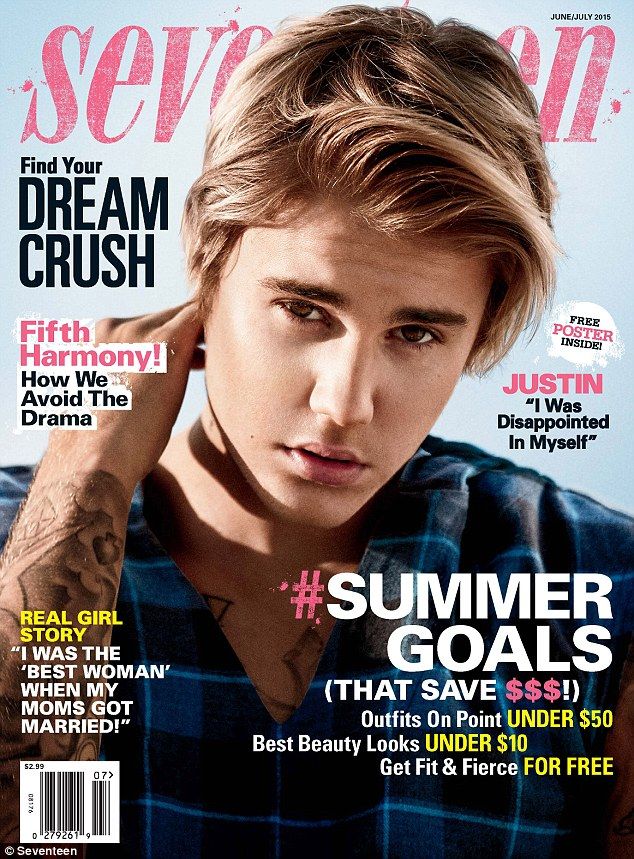 JUNE/JULY 2015
seventeen
Find Your
DREAM
CRUSH
Fifth
Harmony!
How We
Avoid The
Drama
FREE
POSTER
INSIDE!
JUSTIN
"I Was
Disappointed
In Myself"
#SUMMER
GOALS
(THAT SAVE $$$!)
Outfits On Point UNDER $50
Best Beauty Looks UNDER $10
Get Fit & Fierce FOR FREE
REAL GIRL
STORY
"I WAS THE
'BEST WOMAN'
WHEN MY
MOMS GOT
MARRIED!"
$2.99
07>
08176
0 279261 9
© Seventeen